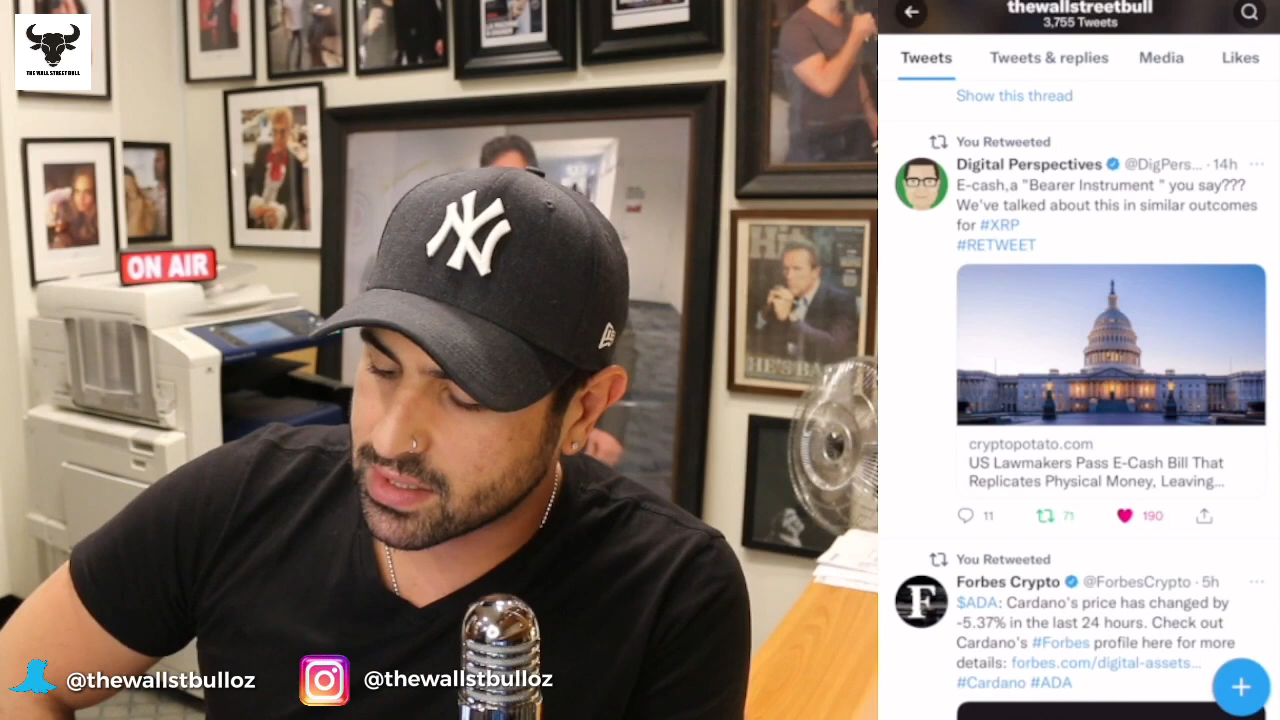 THE WALL STREET BULL
ON AIR
NY
HE'S BA
@thewallstbulloz
@thewallstbulloz
thewallstreetbull
3,755 Tweets
Tweets
Tweets & replies
Media
Likes
Show this thread
You Retweeted
Digital Perspectives @DigPers... · 14h
E-cash,a "Bearer Instrument " you say???
We've talked about this in similar outcomes
for #XRP
#RETWEET
cryptopotato.com
US Lawmakers Pass E-Cash Bill That
Replicates Physical Money, Leaving...
11
71
190
You Retweeted
Forbes Crypto @ForbesCrypto · 5h
$ADA: Cardano's price has changed by
-5.37% in the last 24 hours. Check out
Cardano's #Forbes profile here for more
details: forbes.com/digital-assets...
#Cardano #ADA